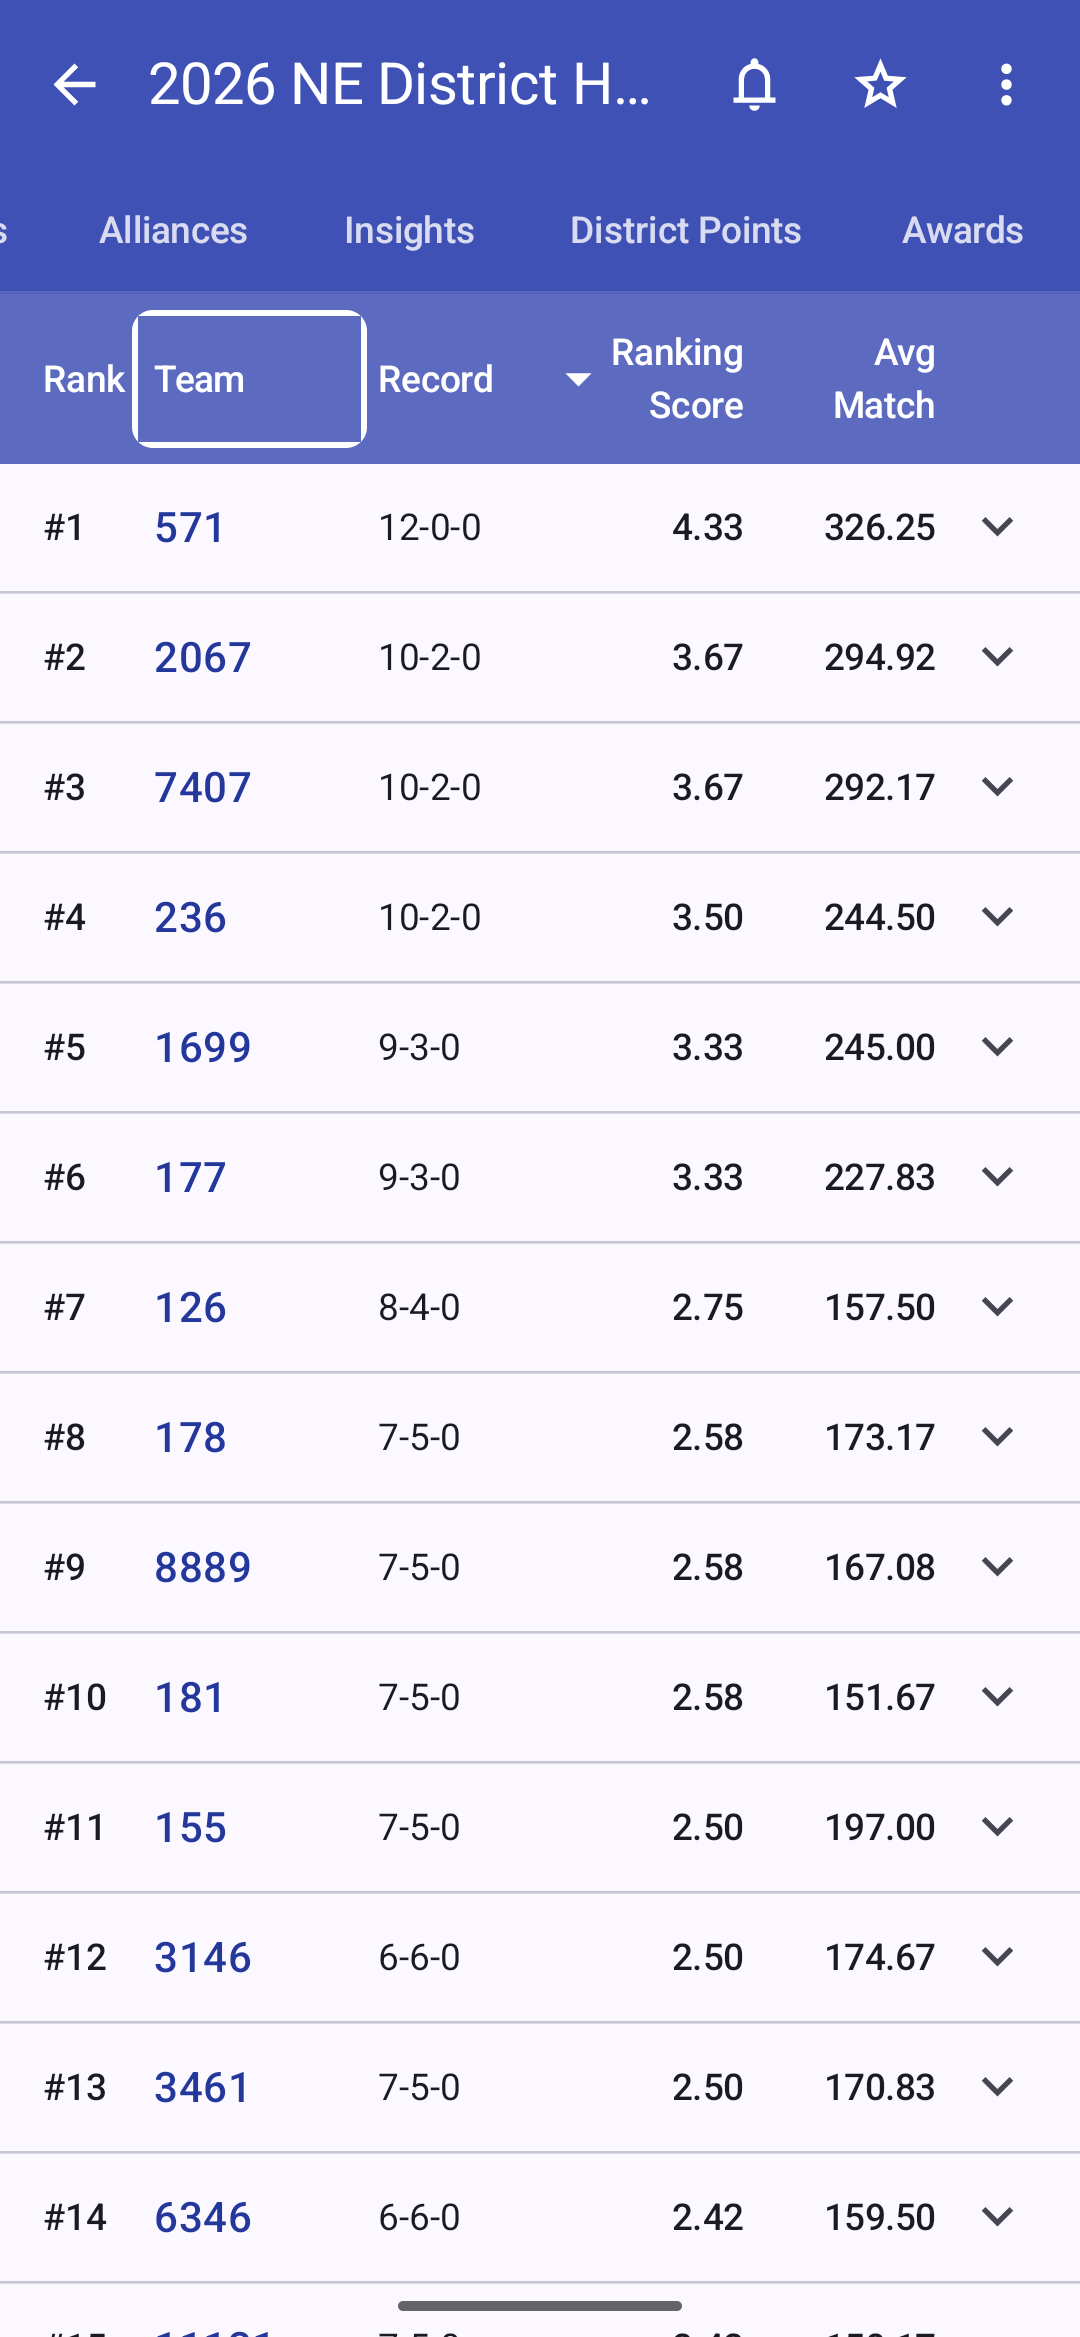 2026 NE District H...
s Alliances Insights District Points Awards
Rank Team Record Ranking Score Avg Match
#1 571 12-0-0 4.33 326.25
#2 2067 10-2-0 3.67 294.92
#3 7407 10-2-0 3.67 292.17
#4 236 10-2-0 3.50 244.50
#5 1699 9-3-0 3.33 245.00
#6 177 9-3-0 3.33 227.83
#7 126 8-4-0 2.75 157.50
#8 178 7-5-0 2.58 173.17
#9 8889 7-5-0 2.58 167.08
#10 181 7-5-0 2.58 151.67
#11 155 7-5-0 2.50 197.00
#12 3146 6-6-0 2.50 174.67
#13 3461 7-5-0 2.50 170.83
#14 6346 6-6-0 2.42 159.50